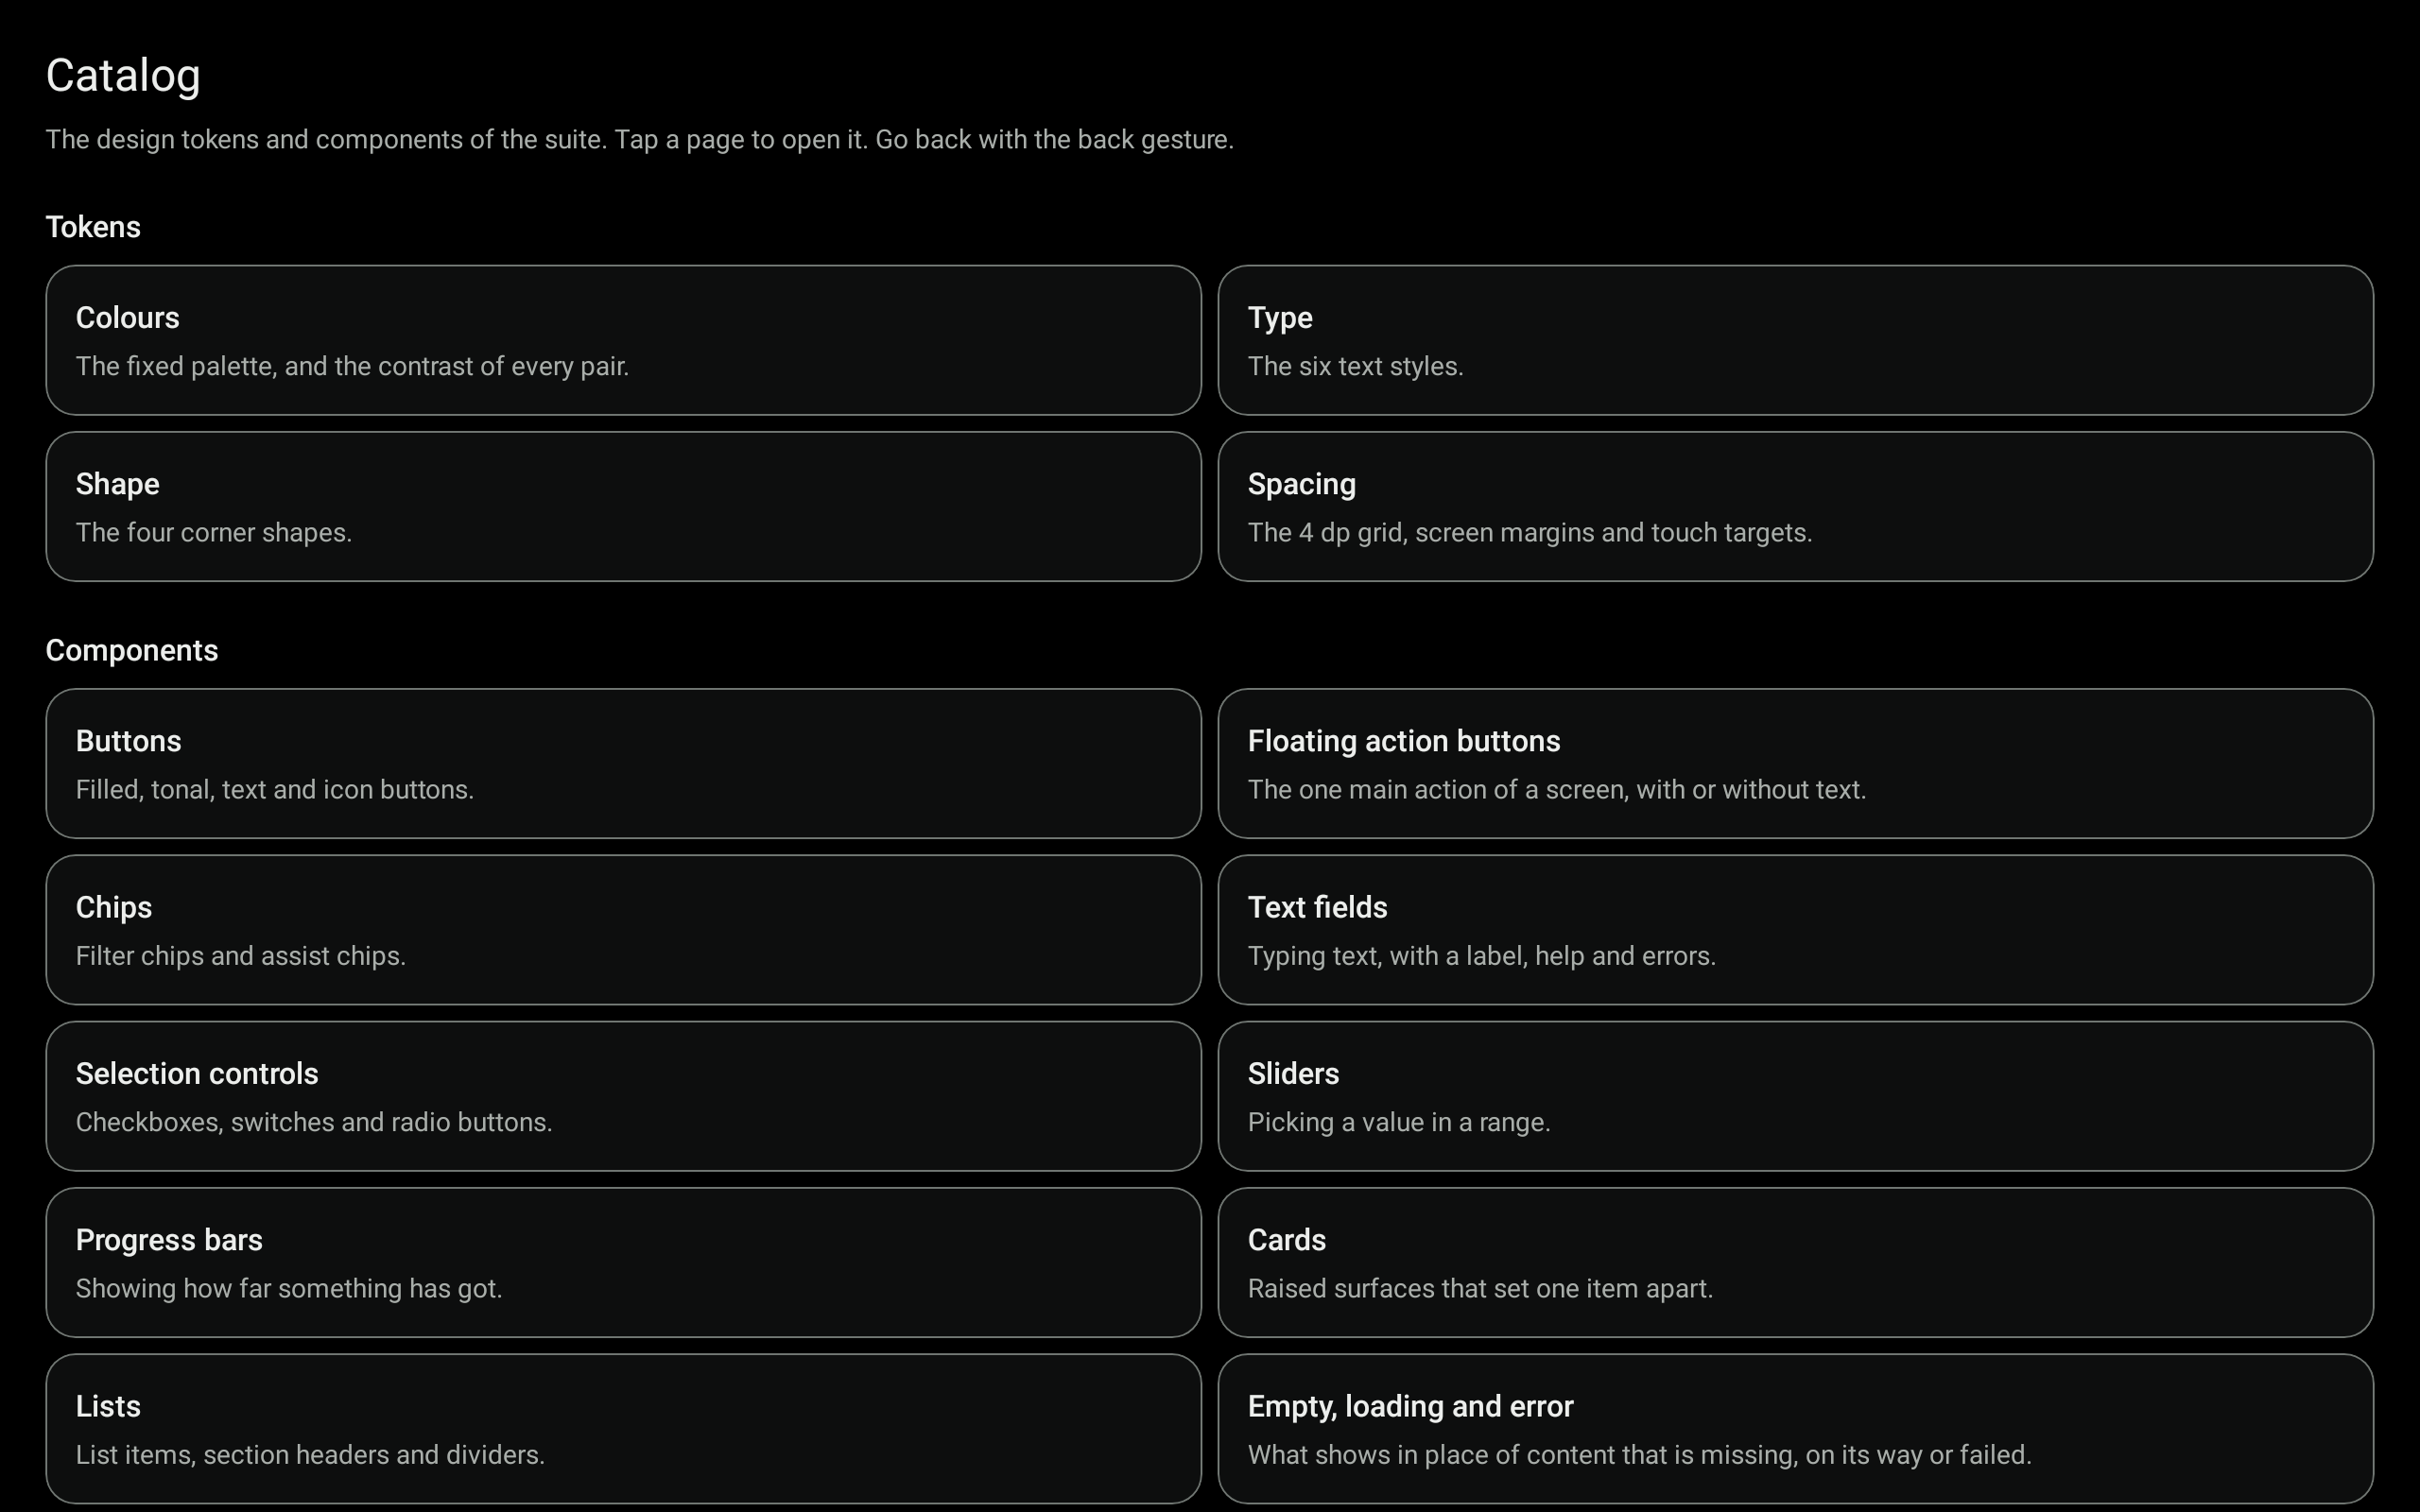 Catalog
The design tokens and components of the suite. Tap a page to open it. Go back with the back gesture.
Tokens
Colours
The fixed palette, and the contrast of every pair.
Type
The six text styles.
Shape
The four corner shapes.
Spacing
The 4 dp grid, screen margins and touch targets.
Components
Buttons
Filled, tonal, text and icon buttons.
Floating action buttons
The one main action of a screen, with or without text.
Chips
Filter chips and assist chips.
Text fields
Typing text, with a label, help and errors.
Selection controls
Checkboxes, switches and radio buttons.
Sliders
Picking a value in a range.
Progress bars
Showing how far something has got.
Cards
Raised surfaces that set one item apart.
Lists
List items, section headers and dividers.
Empty, loading and error
What shows in place of content that is missing, on its way or failed.